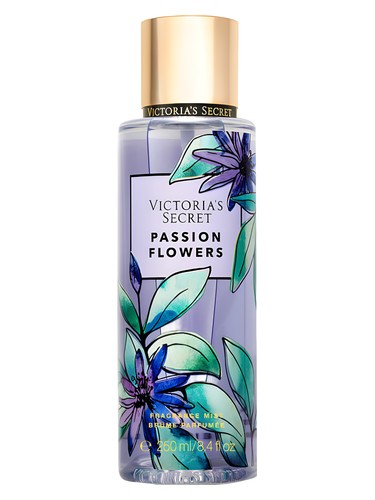 VICTORIA'S SECRET
VICTORIA'S
SECRET
PASSION
FLOWERS
FRAGRANCE MIST
BRUME PARFUMÉE
℮ 250 ml/8.4 fl oz